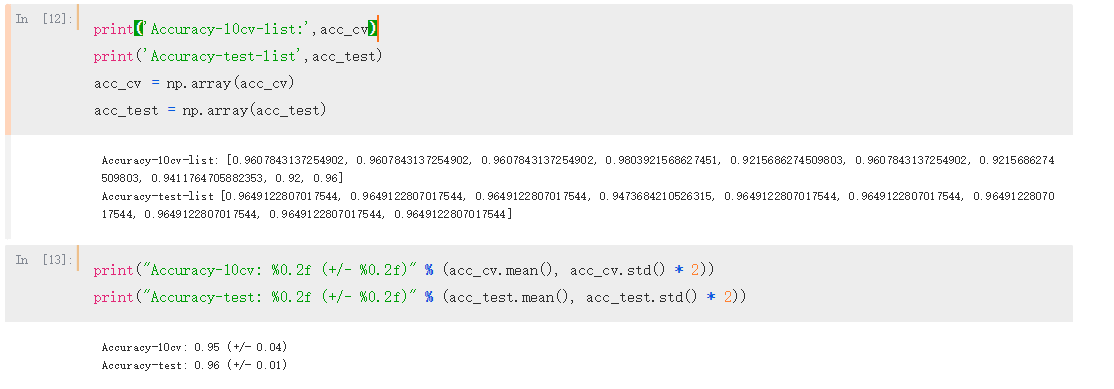 In [12]:
print('Accuracy-10cv-list:',acc_cv)
print('Accuracy-test-list',acc_test)
acc_cv = np.array(acc_cv)
acc_test = np.array(acc_test)
Accuracy-10cv-list: [0.9607843137254902, 0.9607843137254902, 0.9607843137254902, 0.9803921568627451, 0.9215686274509803, 0.9607843137254902, 0.9215686274
509803, 0.9411764705882353, 0.92, 0.96]
Accuracy-test-list [0.9649122807017544, 0.9649122807017544, 0.9649122807017544, 0.9473684210526315, 0.9649122807017544, 0.9649122807017544, 0.96491228070
17544, 0.9649122807017544, 0.9649122807017544, 0.9649122807017544]
In [13]:
print("Accuracy-10cv: %0.2f (+/- %0.2f)" % (acc_cv.mean(), acc_cv.std() * 2))
print("Accuracy-test: %0.2f (+/- %0.2f)" % (acc_test.mean(), acc_test.std() * 2))
Accuracy-10cv: 0.95 (+/- 0.04)
Accuracy-test: 0.96 (+/- 0.01)